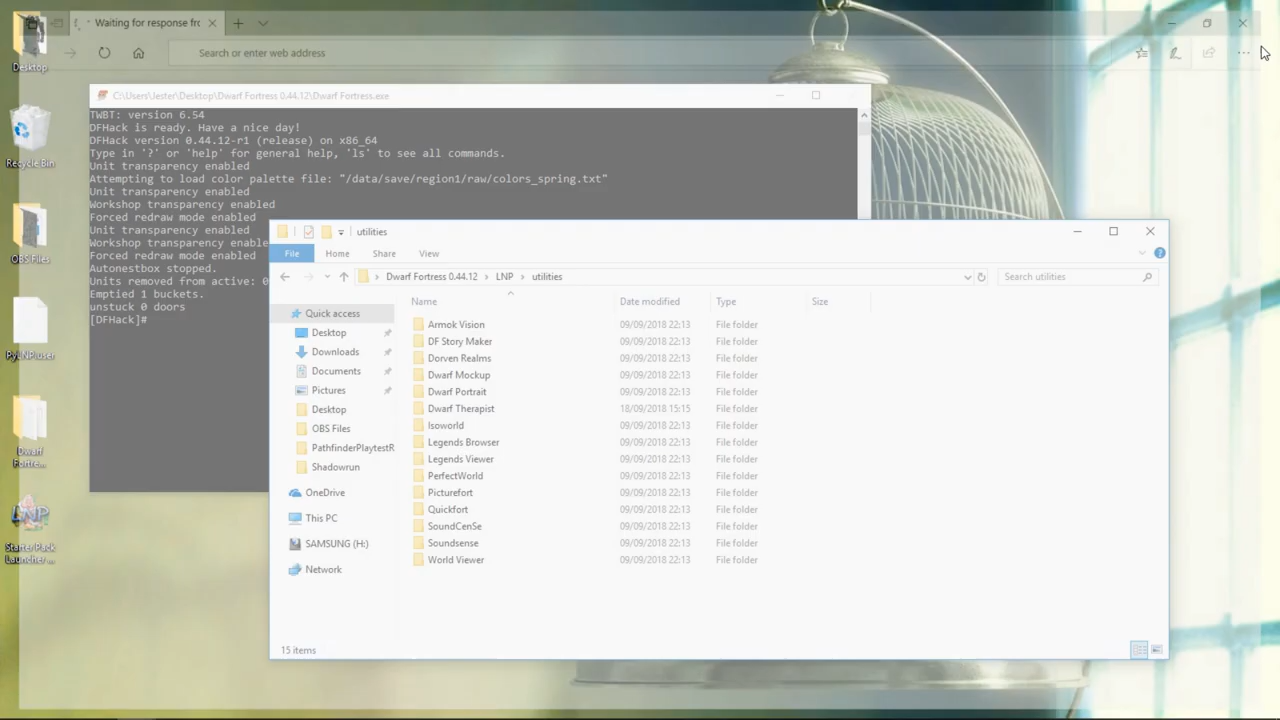 Waiting for response fro
Search or enter web address
Desktop
Recycle Bin
OBS Files
PyLNP.user
Dwarf
Fortre...
Starter Pack
Launcher ...
C:\Users\Jester\Desktop\Dwarf Fortress 0.44.12\Dwarf Fortress.exe
TWBT: version 6.54
DFHack is ready. Have a nice day!
DFHack version 0.44.12-r1 (release) on x86_64
Type in '?' or 'help' for general help, 'ls' to see all commands.
Unit transparency enabled
Attempting to load color palette file: "/data/save/region1/raw/colors_spring.txt"
Unit transparency enabled
Workshop transparency enabled
Forced redraw mode enabled
Unit transparency enabled
Workshop transparency enable
Forced redraw mode enabled
Autonestbox stopped.
Units removed from active: 0
Emptied 1 buckets.
unstuck 0 doors
[DFHack]#
utilities
File Home Share View
Dwarf Fortress 0.44.12 > LNP > utilities
Search utilities
Quick access
Desktop
Downloads
Documents
Pictures
Desktop
OBS Files
PathfinderPlaytestR
Shadowrun
OneDrive
This PC
SAMSUNG (H:)
Network
Name Date modified Type Size
Armok Vision 09/09/2018 22:13 File folder
DF Story Maker 09/09/2018 22:13 File folder
Dorven Realms 09/09/2018 22:13 File folder
Dwarf Mockup 09/09/2018 22:13 File folder
Dwarf Portrait 09/09/2018 22:13 File folder
Dwarf Therapist 18/09/2018 15:15 File folder
Isoworld 09/09/2018 22:13 File folder
Legends Browser 09/09/2018 22:13 File folder
Legends Viewer 09/09/2018 22:13 File folder
PerfectWorld 09/09/2018 22:13 File folder
Picturefort 09/09/2018 22:13 File folder
Quickfort 09/09/2018 22:13 File folder
SoundCenSe 09/09/2018 22:13 File folder
Soundsense 09/09/2018 22:13 File folder
World Viewer 09/09/2018 22:13 File folder
15 items